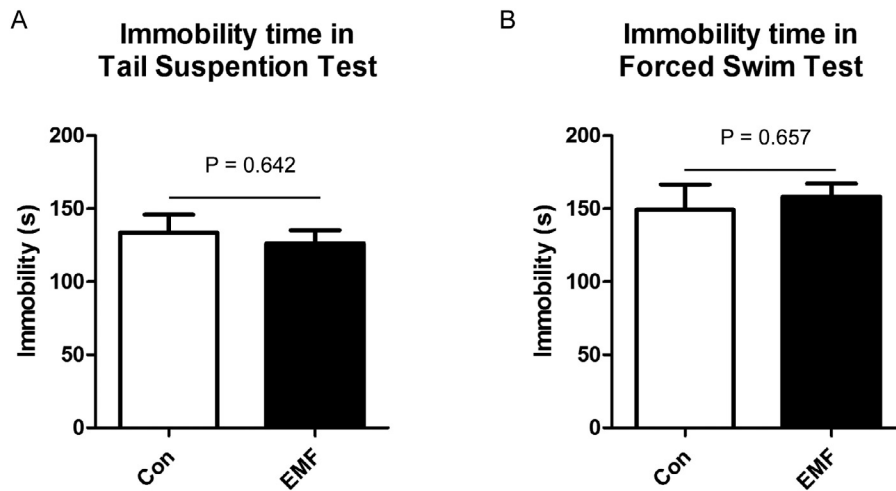 A
Immobility time in
Tail Suspention Test
200
150
100
50
0
Immobility (s)
P = 0.642
Con
EMF
B
Immobility time in
Forced Swim Test
200
150
100
50
0
Immobility (s)
P = 0.657
Con
EMF